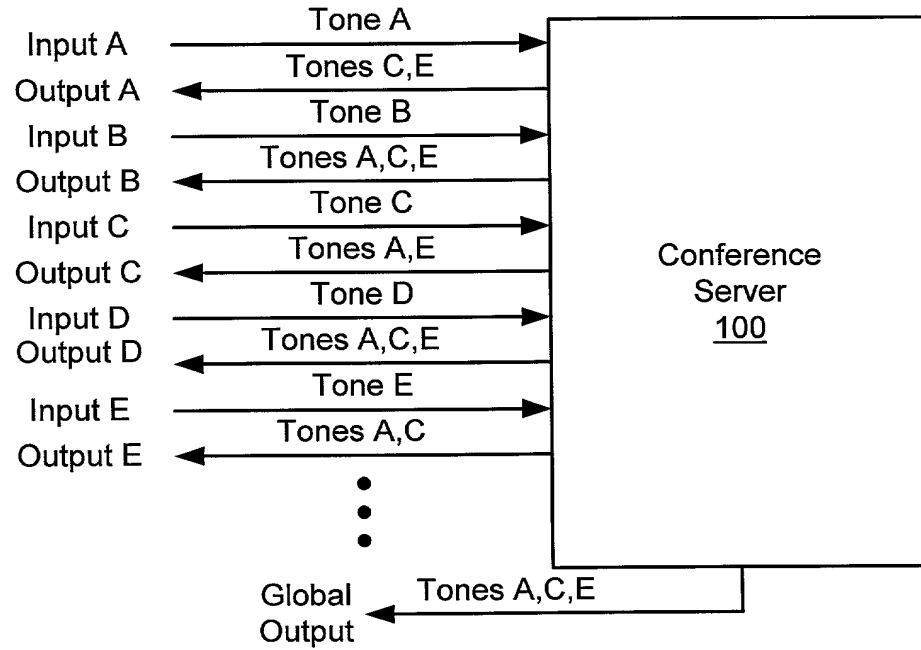 Tone A
Input A
Tones C,E
Output A
Tone B
Input B
Tones A,C,E
Output B
Tone C
Input C
Tones A,E
Output C
Tone D
Input D
Tones A,C,E
Output D
Tone E
Input E
Tones A,C
Output E
Conference
Server
100
Tones A,C,E
Global
Output